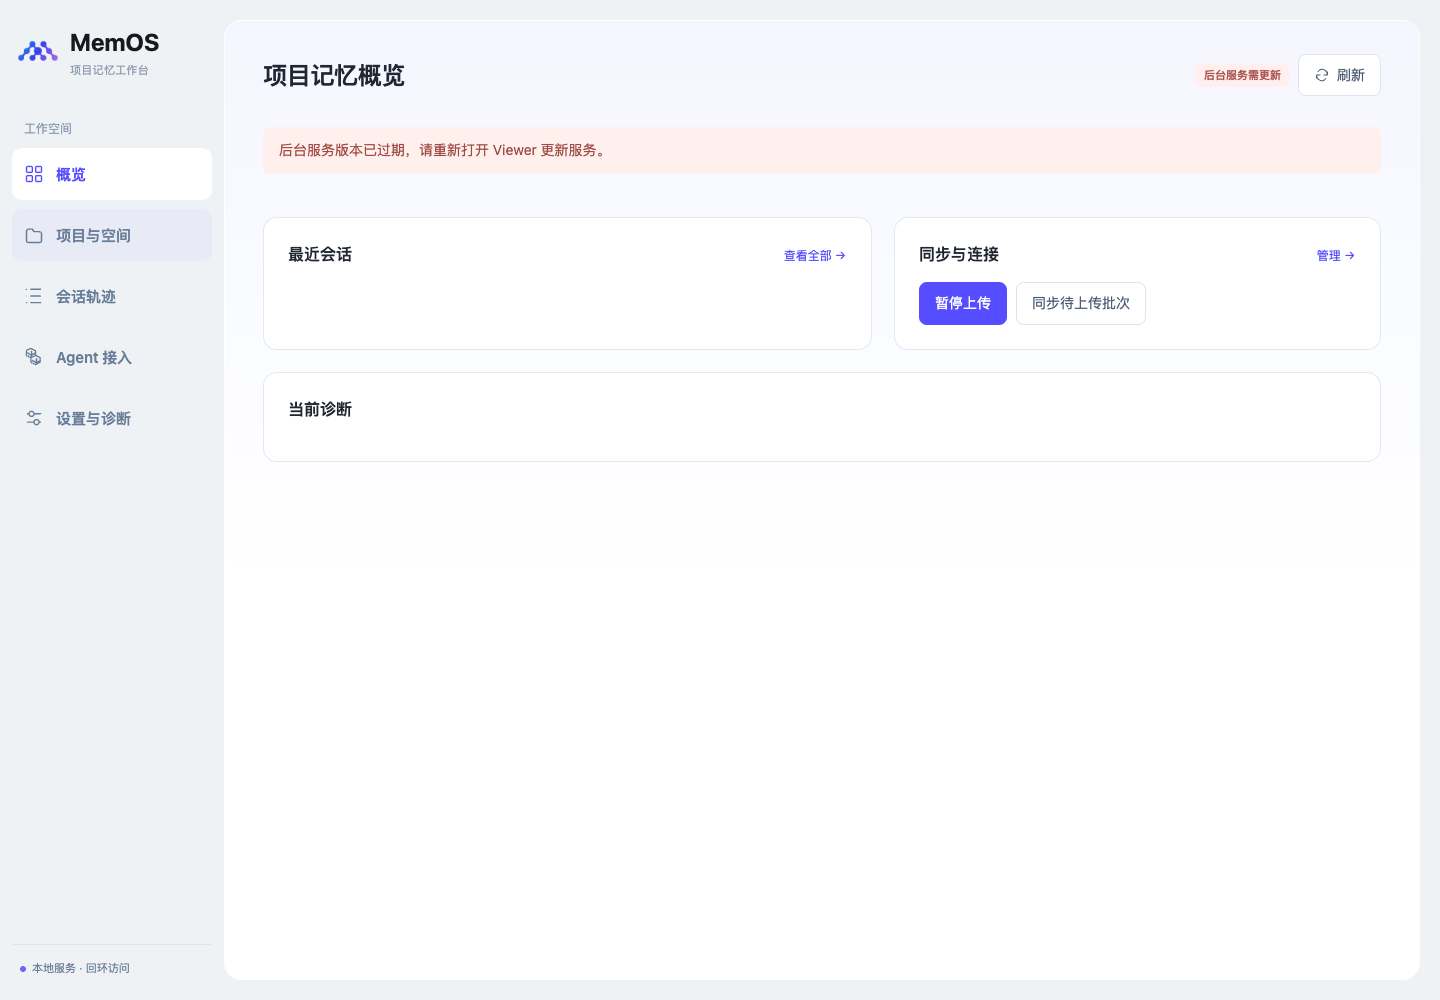 MemOS
项目记忆工作台
工作空间
概览
项目与空间
会话轨迹
Agent 接入
设置与诊断
本地服务 · 回环访问
项目记忆概览
后台服务需更新
刷新
后台服务版本已过期，请重新打开 Viewer 更新服务。
最近会话
查看全部 →
同步与连接
管理 →
暂停上传
同步待上传批次
当前诊断